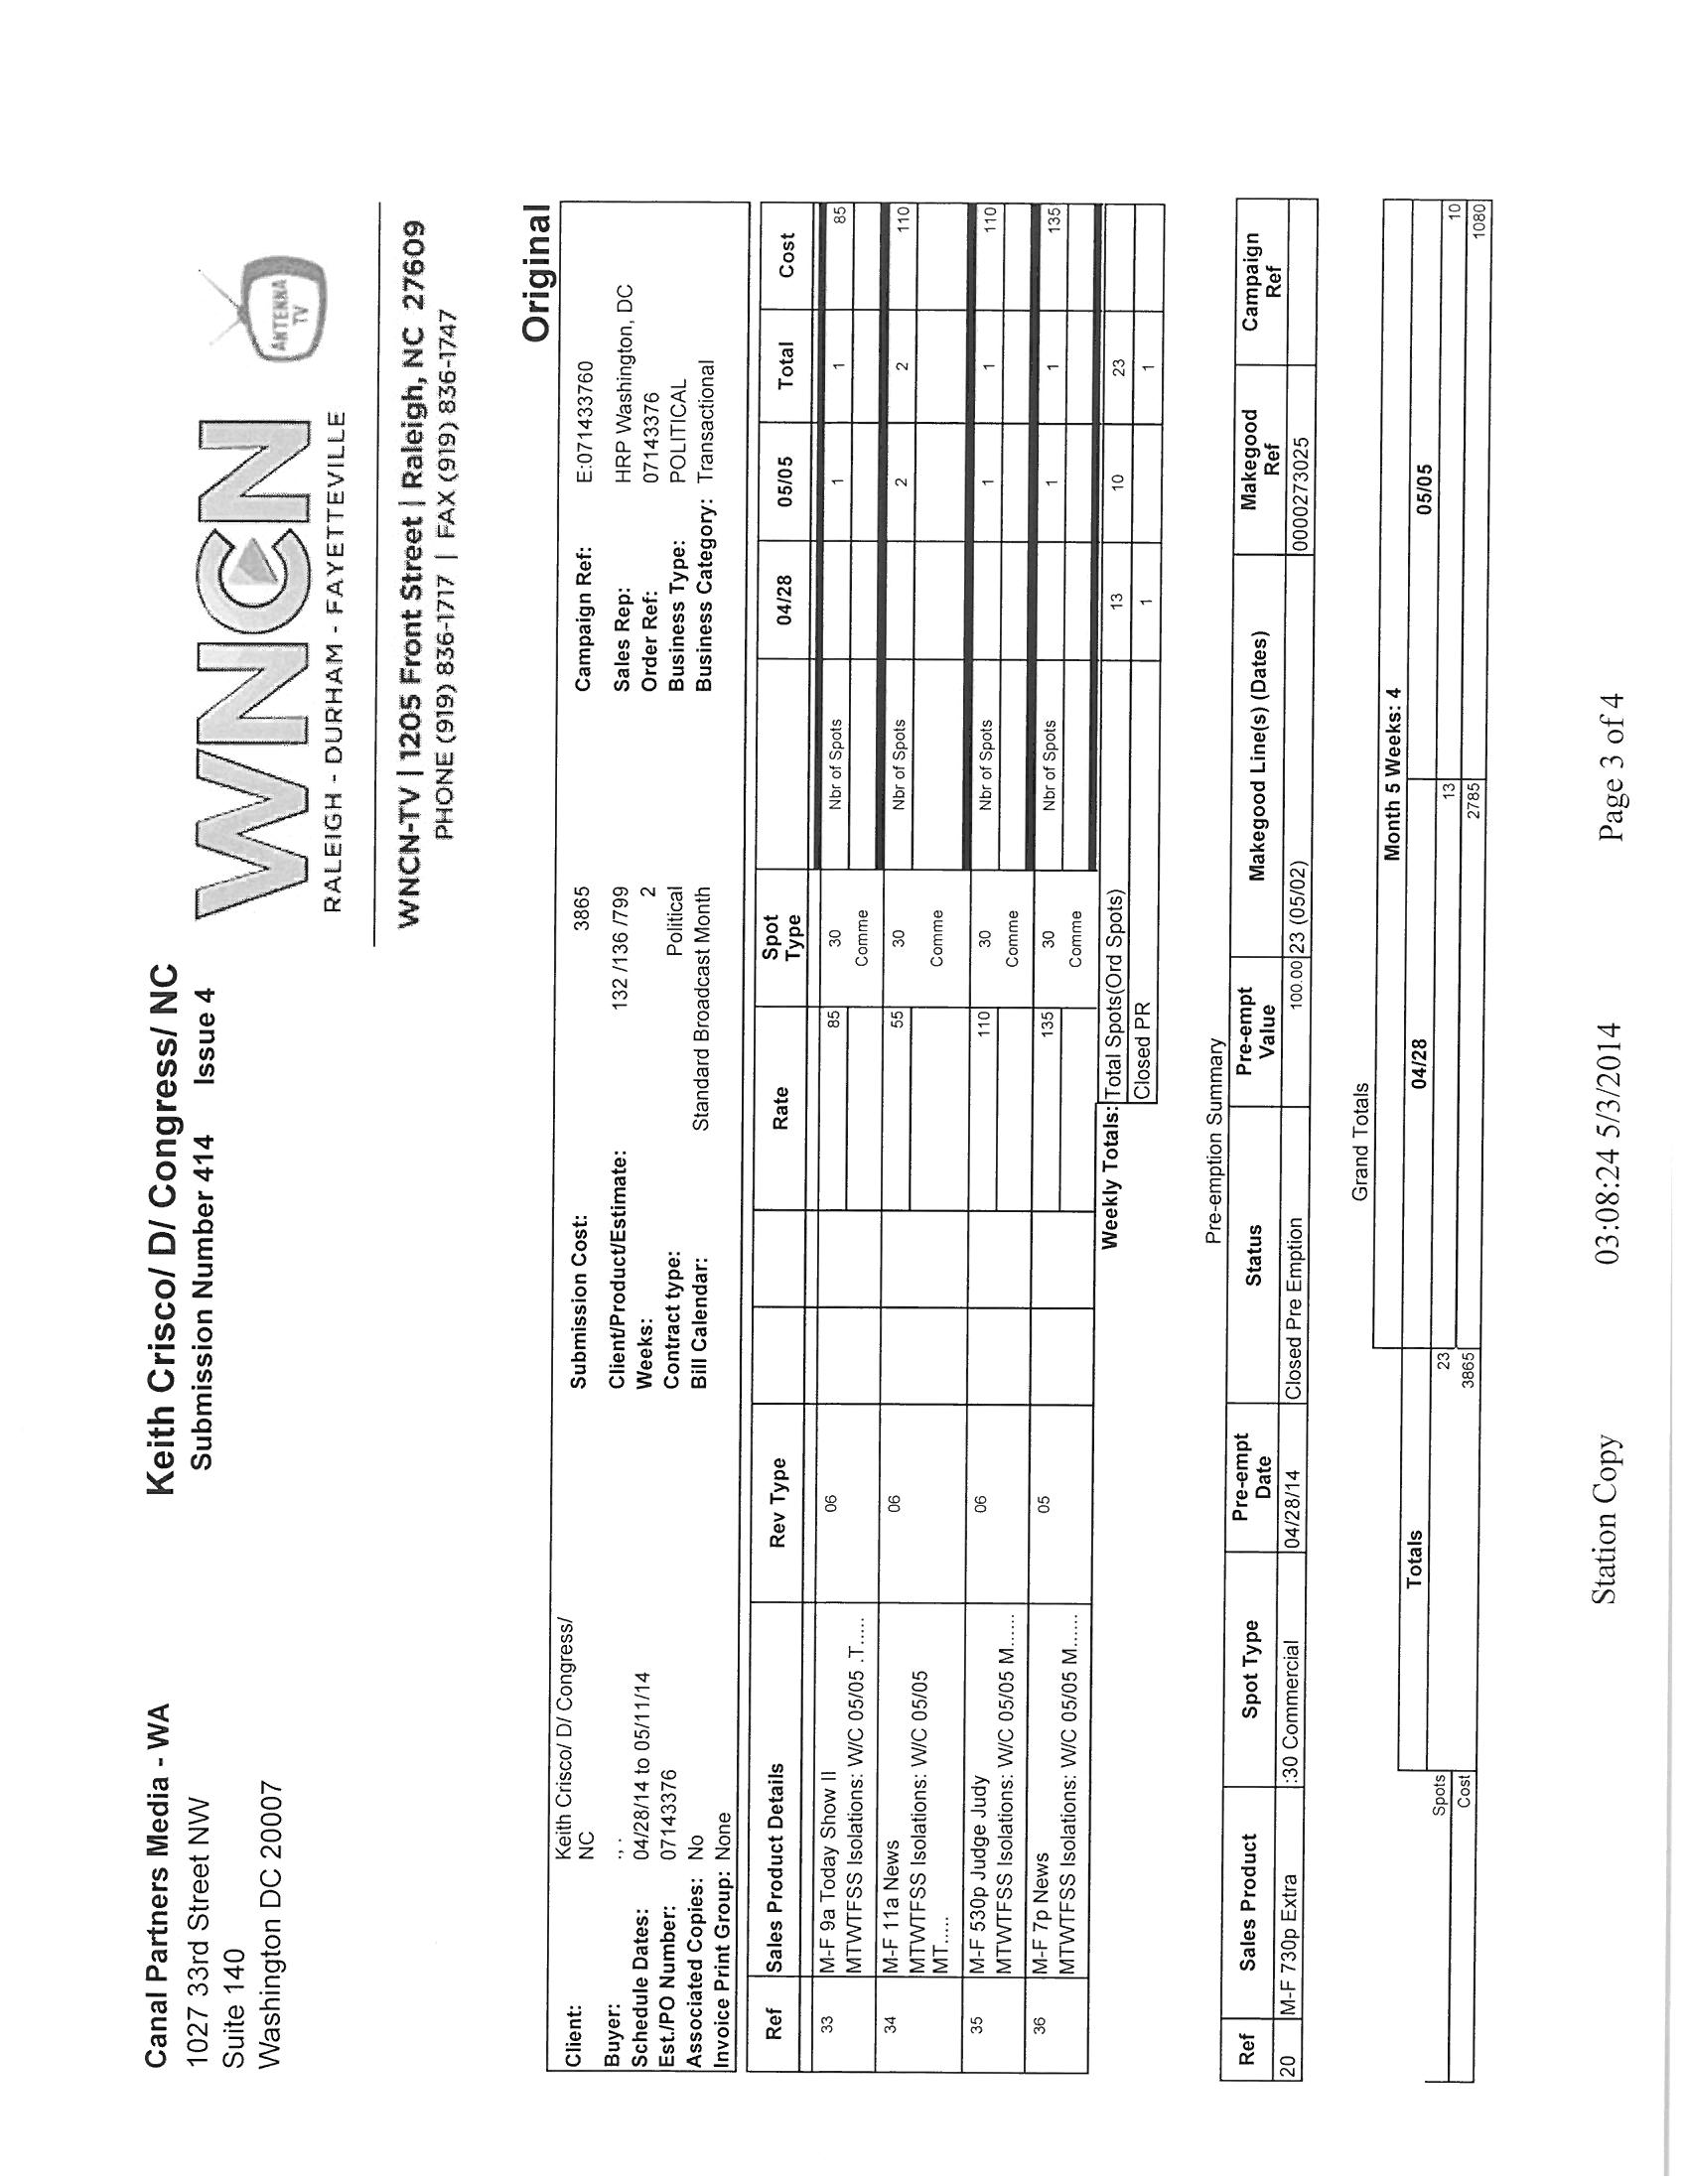 Canal Partners Media - WA
1027 33rd Street NW
Suite 140
Washington DC 20007
Keith Crisco/ D/ Congress/ NC
Submission Number 414 Issue 4
WNCN
ANTENNA
TV
RALEIGH - DURHAM - FAYETTEVILLE
WNCN-TV | 1205 Front Street | Raleigh, NC 27609
PHONE (919) 836-1717 | FAX (919) 836-1747
Original
Client: Keith Crisco/ D/ Congress/ Submission Cost: 3865 Campaign Ref: E:071433760
NC
Buyer: ., . Client/Product/Estimate: 132 /136 /799 Sales Rep: HRP Washington, DC
Schedule Dates: 04/28/14 to 05/11/14 Weeks: 2 Order Ref: 07143376
Est./PO Number: 07143376 Contract type: Political Business Type: POLITICAL
Associated Copies: No Bill Calendar: Standard Broadcast Month Business Category: Transactional
Invoice Print Group: None
Ref Sales Product Details Rev Type Rate Spot Type 04/28 05/05 Total Cost
33 M-F 9a Today Show II 06 85 30 Nbr of Spots 1 1 85
MTWTFSS Isolations: W/C 05/05 .T..... Comme
34 M-F 11a News 06 55 30 Nbr of Spots 2 2 110
MTWTFSS Isolations: W/C 05/05 Comme
MT.....
35 M-F 530p Judge Judy 06 110 30 Nbr of Spots 1 1 110
MTWTFSS Isolations: W/C 05/05 M...... Comme
36 M-F 7p News 05 135 30 Nbr of Spots 1 1 135
MTWTFSS Isolations: W/C 05/05 M...... Comme
Weekly Totals: Total Spots(Ord Spots) 13 10 23
Closed PR 1 1
Pre-emption Summary
Ref Sales Product Spot Type Pre-empt Date Status Pre-empt Value Makegood Line(s) (Dates) Makegood Ref Campaign Ref
20 M-F 730p Extra :30 Commercial 04/28/14 Closed Pre Emption 100.00 23 (05/02) 0000273025
Grand Totals
Month 5 Weeks: 4
Totals 04/28 05/05
Spots 23 13 10
Cost 3865 2785 1080
Station Copy 03:08:24 5/3/2014 Page 3 of 4